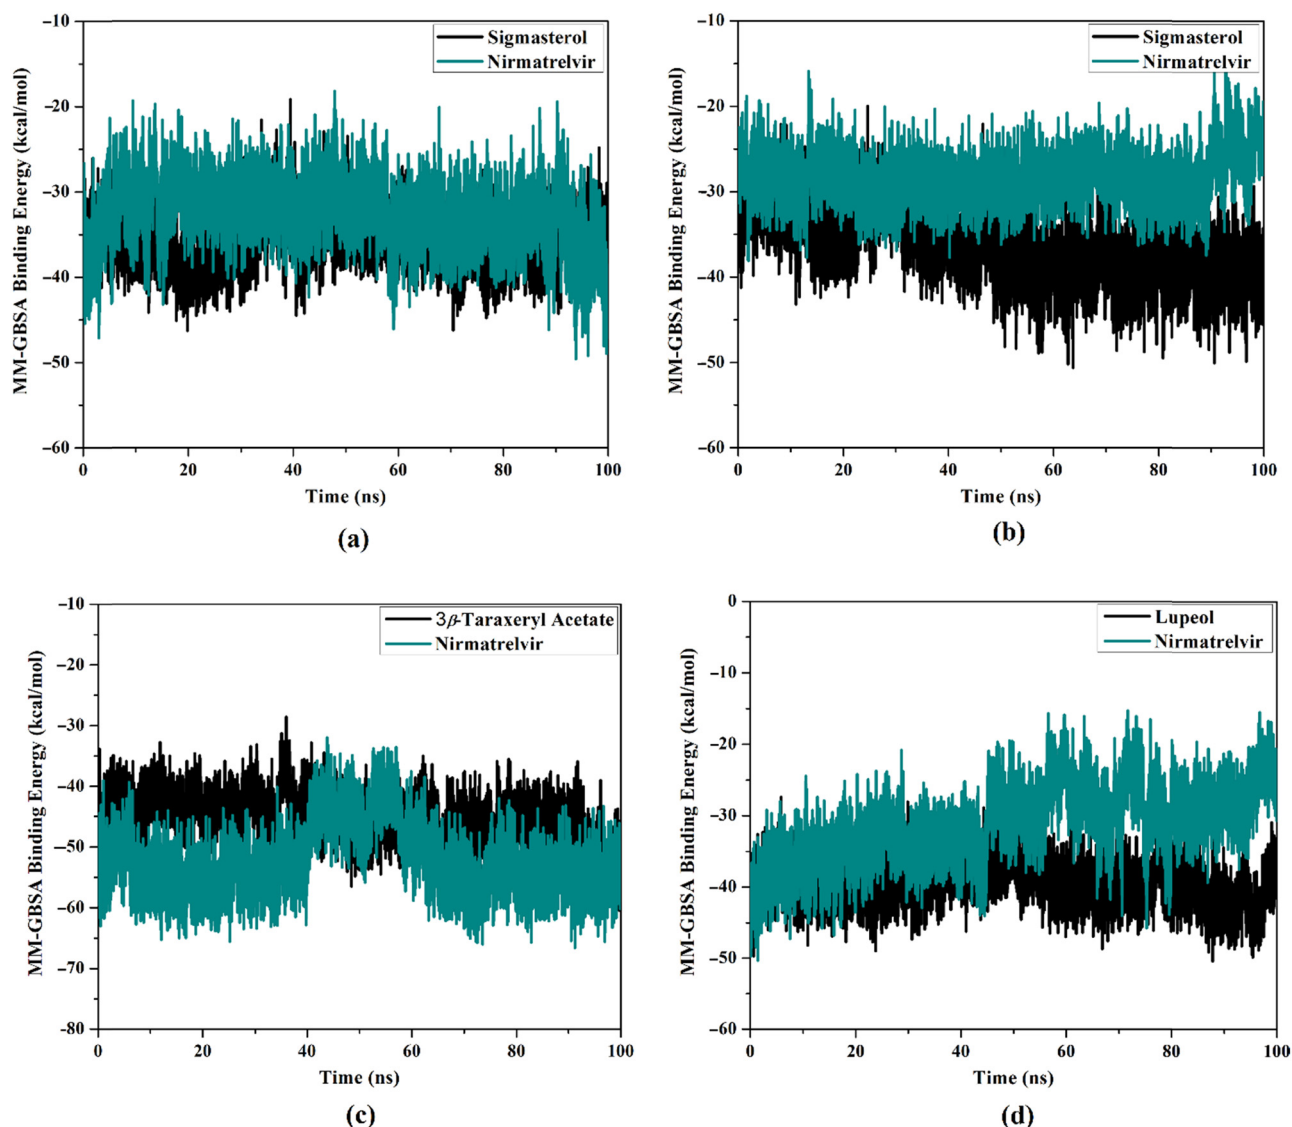 −10
−20
−30
−40
−50
−60
MM-GBSA Binding Energy (kcal/mol)
Sigmasterol
Nirmatrelvir
0 20 40 60 80 100
Time (ns)
(a)
−10
−20
−30
−40
−50
−60
MM-GBSA Binding Energy (kcal/mol)
Sigmasterol
Nirmatrelvir
0 20 40 60 80 100
Time (ns)
(b)
−10
−20
−30
−40
−50
−60
−70
−80
MM-GBSA Binding Energy (kcal/mol)
3β-Taraxeryl Acetate
Nirmatrelvir
0 20 40 60 80 100
Time (ns)
(c)
0
−10
−20
−30
−40
−50
−60
MM-GBSA Binding Energy (kcal/mol)
Lupeol
Nirmatrelvir
0 20 40 60 80 100
Time (ns)
(d)